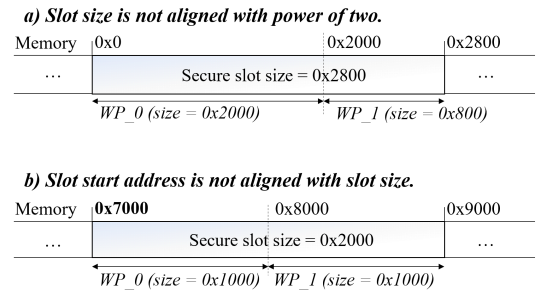 a) Slot size is not aligned with power of two.
Memory 0x0 0x2000 0x2800
... Secure slot size = 0x2800 ...
WP_0 (size = 0x2000) WP_1 (size = 0x800)
b) Slot start address is not aligned with slot size.
Memory 0x7000 0x8000 0x9000
... Secure slot size = 0x2000 ...
WP_0 (size = 0x1000) WP_1 (size = 0x1000)